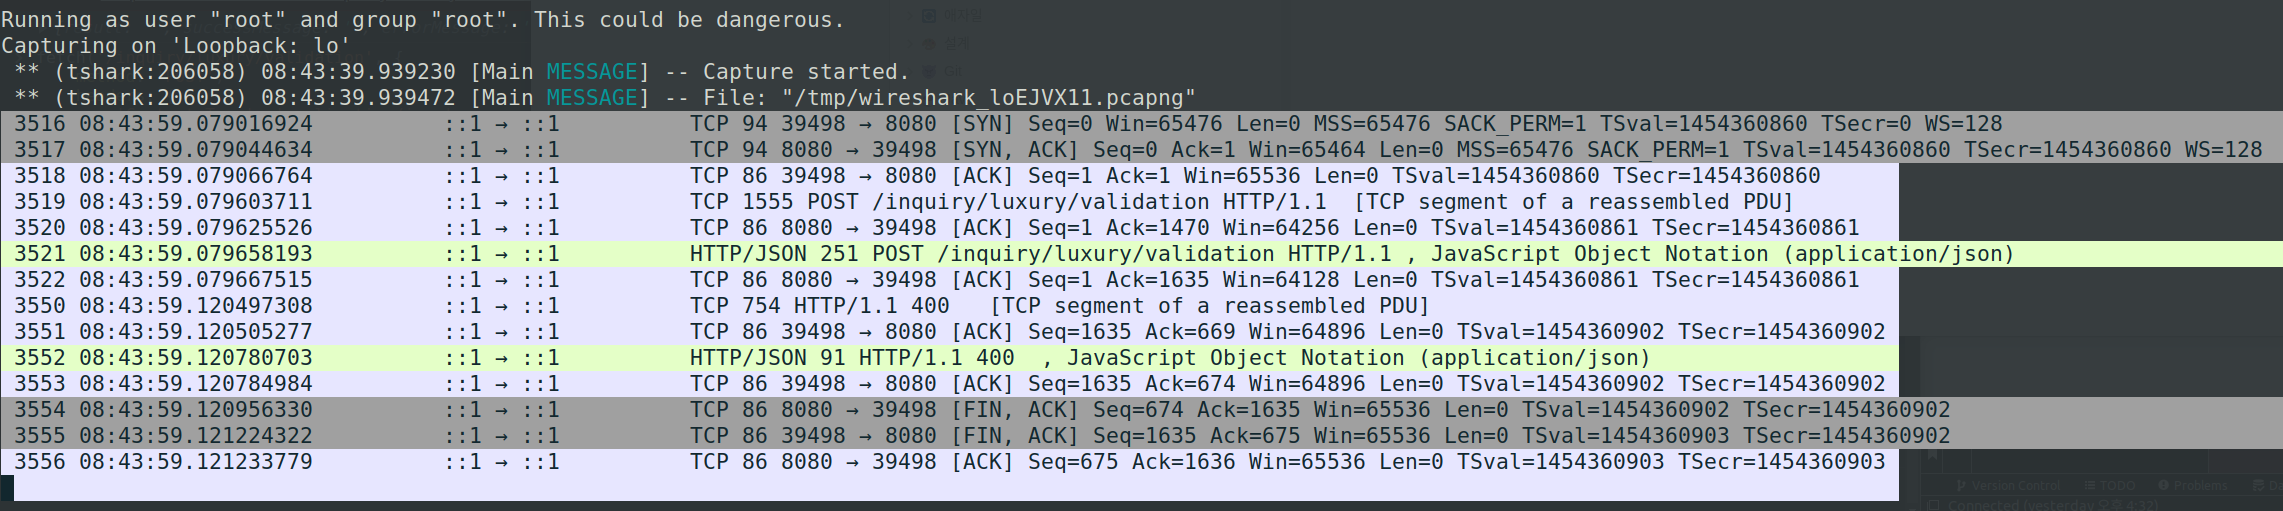 Running as user "root" and group "root". This could be dangerous.
Capturing on 'Loopback: lo'
** (tshark:206058) 08:43:39.939230 [Main MESSAGE] -- Capture started.
** (tshark:206058) 08:43:39.939472 [Main MESSAGE] -- File: "/tmp/wireshark_loEJVX11.pcapng"
3516 08:43:59.079016924 ::1 → ::1 TCP 94 39498 → 8080 [SYN] Seq=0 Win=65476 Len=0 MSS=65476 SACK_PERM=1 TSval=1454360860 TSecr=0 WS=128
3517 08:43:59.079044634 ::1 → ::1 TCP 94 8080 → 39498 [SYN, ACK] Seq=0 Ack=1 Win=65464 Len=0 MSS=65476 SACK_PERM=1 TSval=1454360860 TSecr=1454360860 WS=128
3518 08:43:59.079066764 ::1 → ::1 TCP 86 39498 → 8080 [ACK] Seq=1 Ack=1 Win=65536 Len=0 TSval=1454360860 TSecr=1454360860
3519 08:43:59.079603711 ::1 → ::1 TCP 1555 POST /inquiry/luxury/validation HTTP/1.1 [TCP segment of a reassembled PDU]
3520 08:43:59.079625526 ::1 → ::1 TCP 86 8080 → 39498 [ACK] Seq=1 Ack=1470 Win=64256 Len=0 TSval=1454360861 TSecr=1454360861
3521 08:43:59.079658193 ::1 → ::1 HTTP/JSON 251 POST /inquiry/luxury/validation HTTP/1.1 , JavaScript Object Notation (application/json)
3522 08:43:59.079667515 ::1 → ::1 TCP 86 8080 → 39498 [ACK] Seq=1 Ack=1635 Win=64128 Len=0 TSval=1454360861 TSecr=1454360861
3550 08:43:59.120497308 ::1 → ::1 TCP 754 HTTP/1.1 400 [TCP segment of a reassembled PDU]
3551 08:43:59.120505277 ::1 → ::1 TCP 86 39498 → 8080 [ACK] Seq=1635 Ack=669 Win=64896 Len=0 TSval=1454360902 TSecr=1454360902
3552 08:43:59.120780703 ::1 → ::1 HTTP/JSON 91 HTTP/1.1 400 , JavaScript Object Notation (application/json)
3553 08:43:59.120784984 ::1 → ::1 TCP 86 39498 → 8080 [ACK] Seq=1635 Ack=674 Win=64896 Len=0 TSval=1454360902 TSecr=1454360902
3554 08:43:59.120956330 ::1 → ::1 TCP 86 8080 → 39498 [FIN, ACK] Seq=674 Ack=1635 Win=65536 Len=0 TSval=1454360902 TSecr=1454360902
3555 08:43:59.121224322 ::1 → ::1 TCP 86 39498 → 8080 [FIN, ACK] Seq=1635 Ack=675 Win=65536 Len=0 TSval=1454360903 TSecr=1454360902
3556 08:43:59.121233779 ::1 → ::1 TCP 86 8080 → 39498 [ACK] Seq=675 Ack=1636 Win=65536 Len=0 TSval=1454360903 TSecr=1454360903
Git
Version Control TODO Problems
Connected (yesterday 오후 4:32)